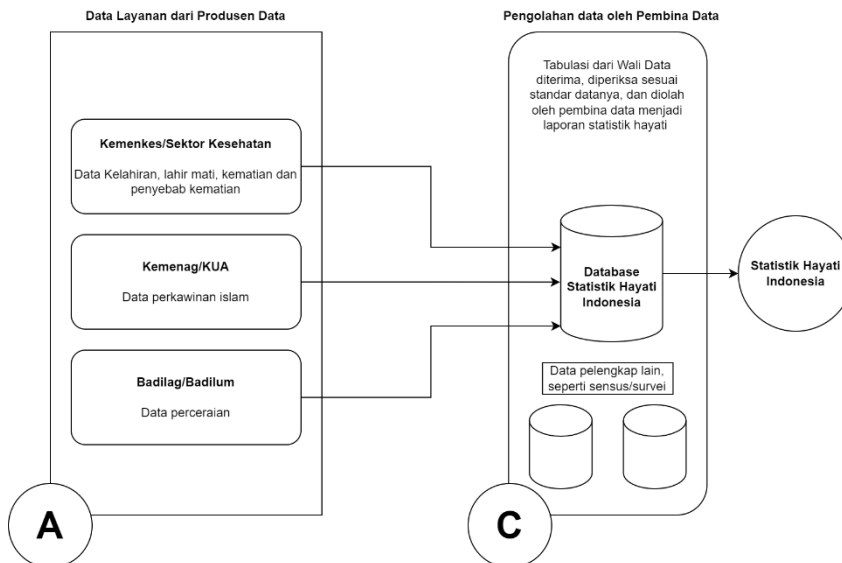 Data Layanan dari Produsen Data
Kemenkes/Sektor Kesehatan
Data Kelahiran, lahir mati, kematian dan
penyebab kematian
Kemenag/KUA
Data perkawinan islam
Badilag/Badilum
Data perceraian
A
Pengolahan data oleh Pembina Data
Tabulasi dari Wali Data
diterima, diperiksa sesuai
standar datanya, dan diolah
oleh pembina data menjadi
laporan statistik hayati
Database
Statistik Hayati
Indonesia
Data pelengkap lain,
seperti sensus/survei
C
Statistik Hayati
Indonesia